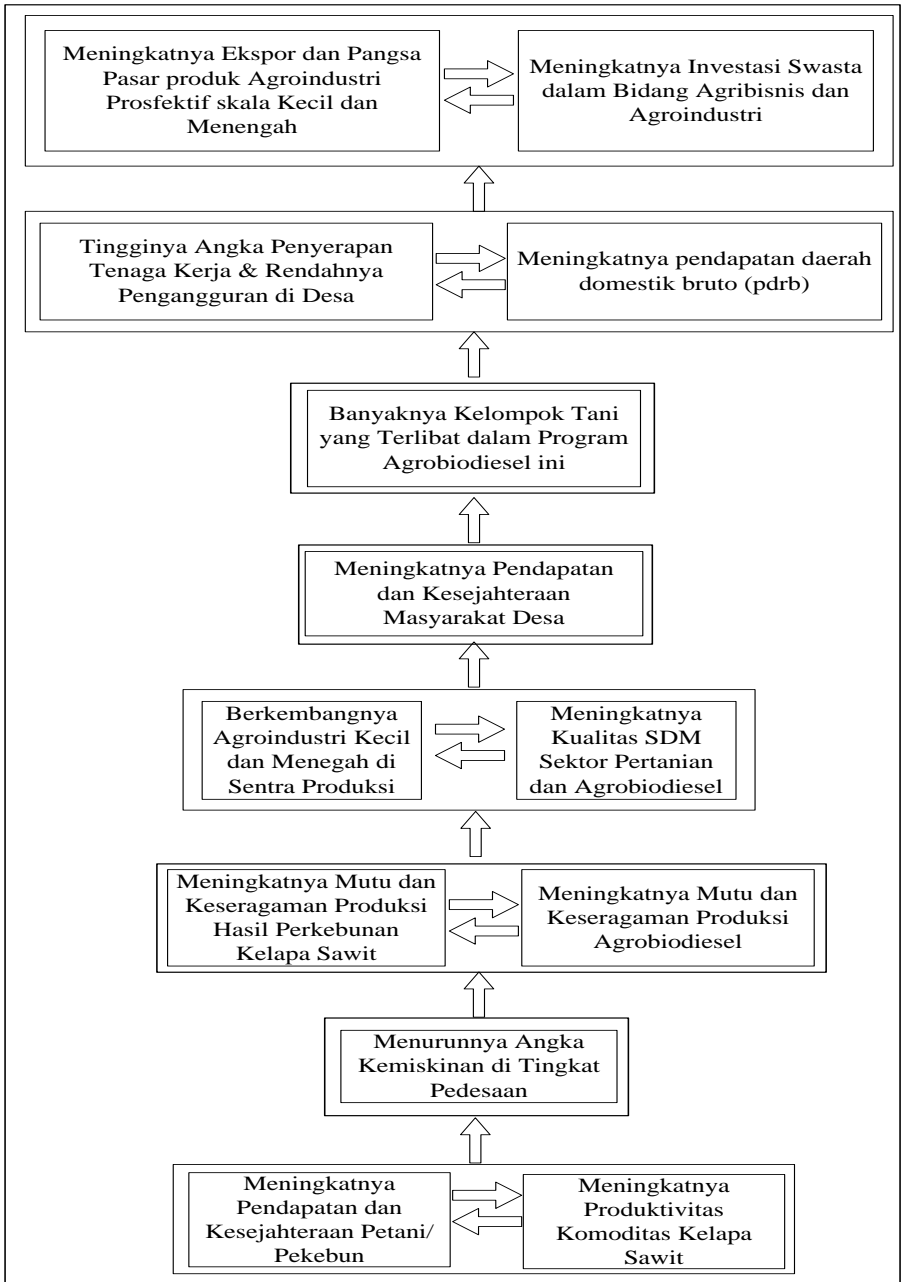 Meningkatnya Ekspor dan Pangsa
Pasar produk Agroindustri
Prosfektif skala Kecil dan
Menengah
Meningkatnya Investasi Swasta
dalam Bidang Agribisnis dan
Agroindustri
Tingginya Angka Penyerapan
Tenaga Kerja & Rendahnya
Pengangguran di Desa
Meningkatnya pendapatan daerah
domestik bruto (pdrb)
Banyaknya Kelompok Tani
yang Terlibat dalam Program
Agrobiodiesel ini
Meningkatnya Pendapatan
dan Kesejahteraan
Masyarakat Desa
Berkembangnya
Agroindustri Kecil
dan Menegah di
Sentra Produksi
Meningkatnya
Kualitas SDM
Sektor Pertanian
dan Agrobiodiesel
Meningkatnya Mutu dan
Keseragaman Produksi
Hasil Perkebunan
Kelapa Sawit
Meningkatnya Mutu dan
Keseragaman Produksi
Agrobiodiesel
Menurunnya Angka
Kemiskinan di Tingkat
Pedesaan
Meningkatnya
Pendapatan dan
Kesejahteraan Petani/
Pekebun
Meningkatnya
Produktivitas
Komoditas Kelapa
Sawit